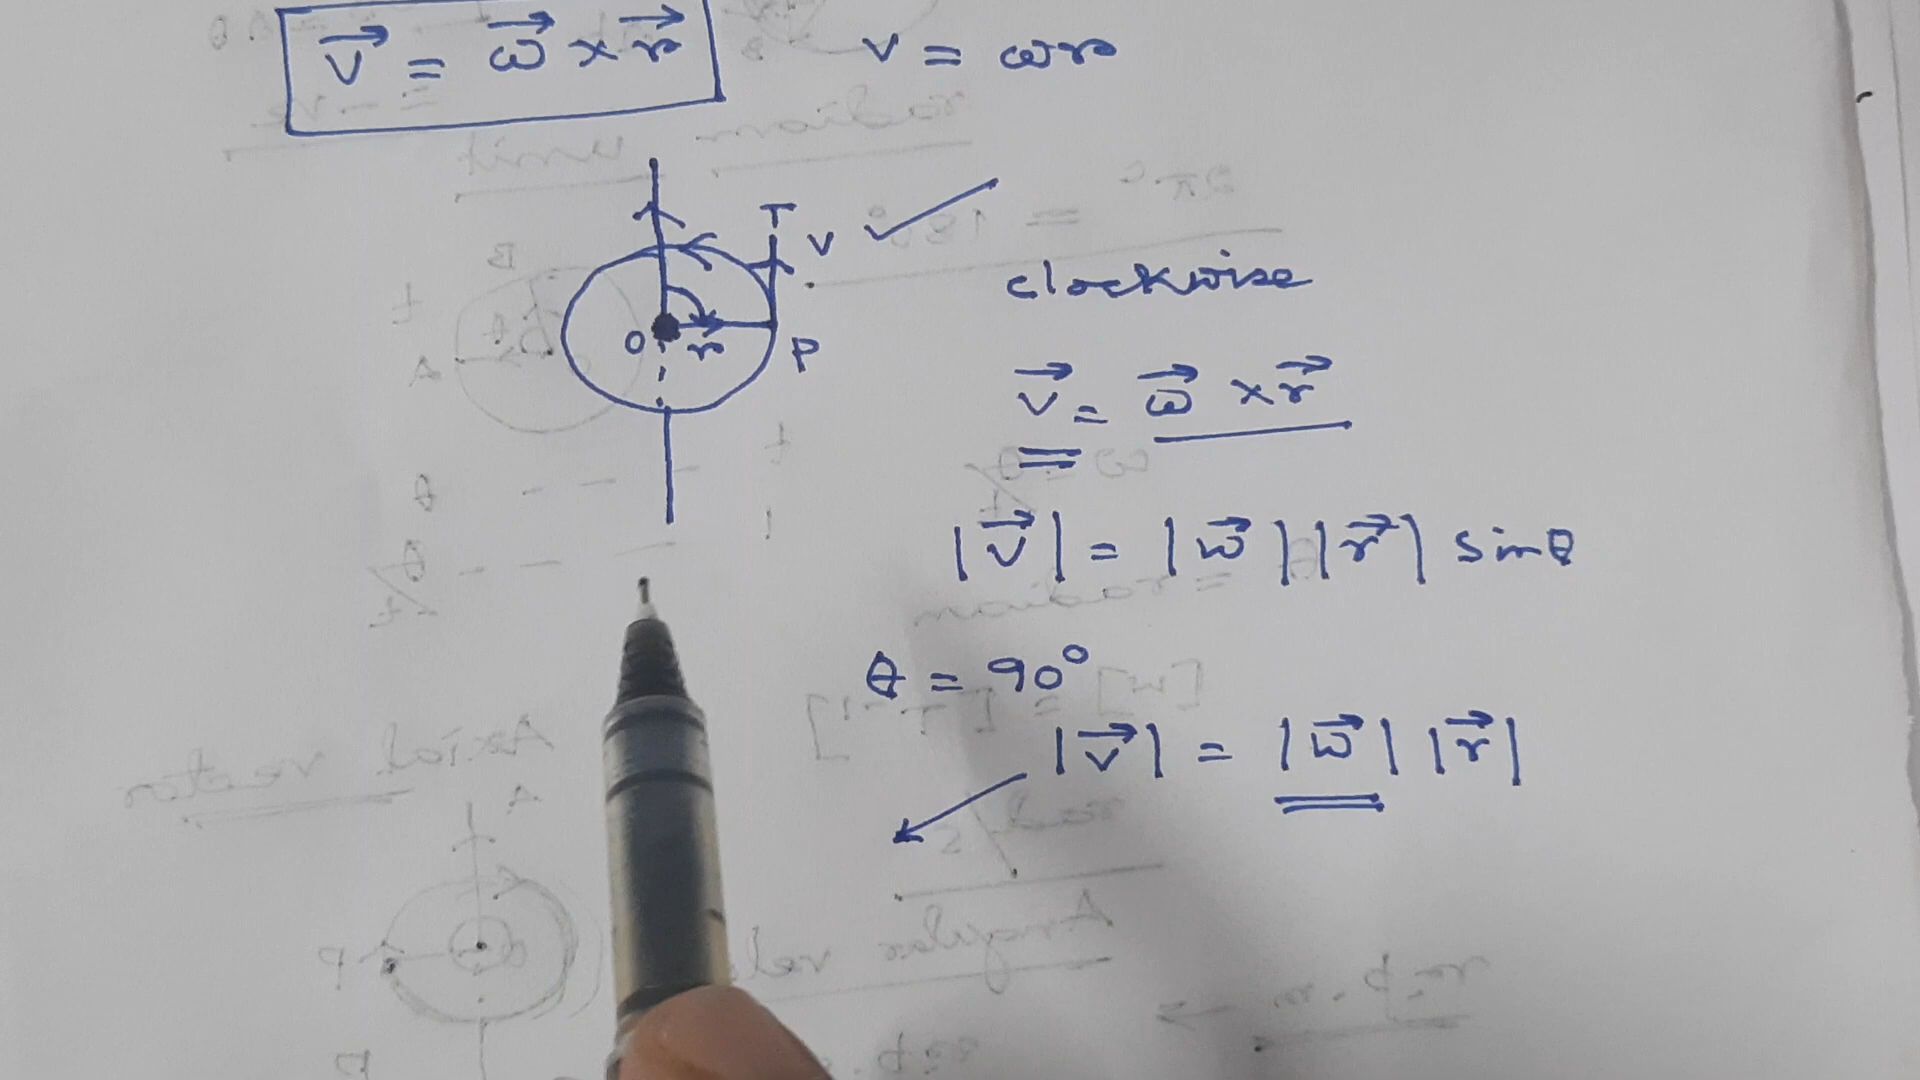 v⃗ = ω⃗ × r⃗ v = ωr
T
v
clockwise
O r P
v⃗ = ω⃗ × r⃗
|v⃗| = |ω⃗| |r⃗| sinθ
θ = 90°
|v⃗| = |ω⃗| |r⃗|